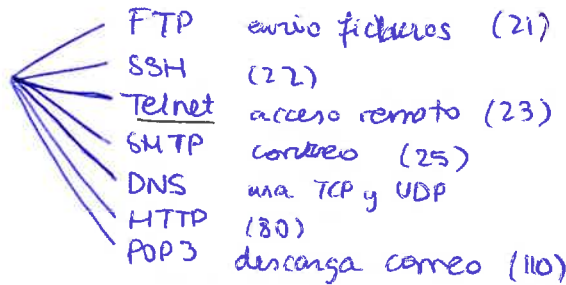 FTP envio ficheros (21)
SSH (22)
Telnet acceso remoto (23)
SMTP correo (25)
DNS usa TCP y UDP
HTTP (80)
POP3 descarga correo (110)